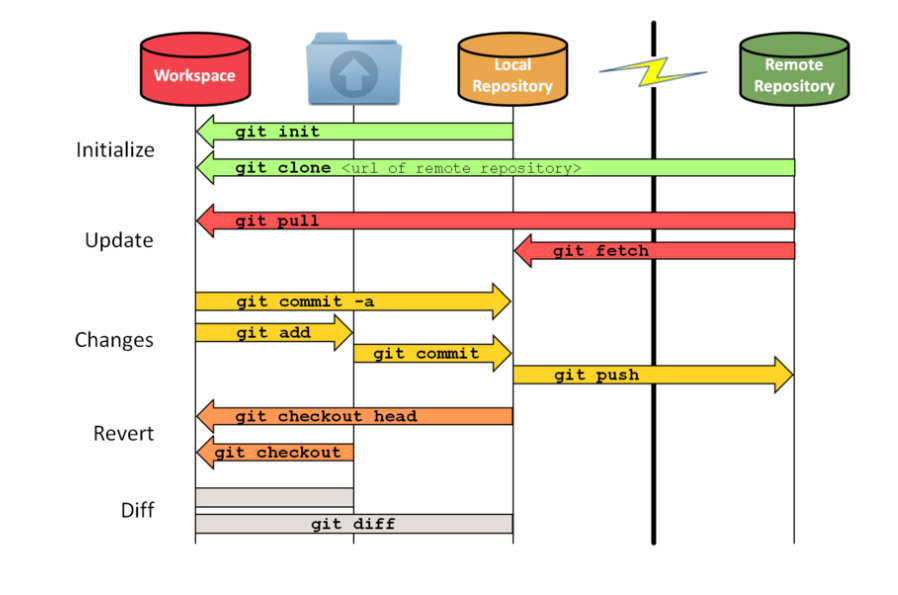 Workspace
Local
Repository
Remote
Repository
Initialize
git init
git clone <url of remote repository>
Update
git pull
git fetch
Changes
git commit -a
git add
git commit
git push
Revert
git checkout head
git checkout
Diff
git diff